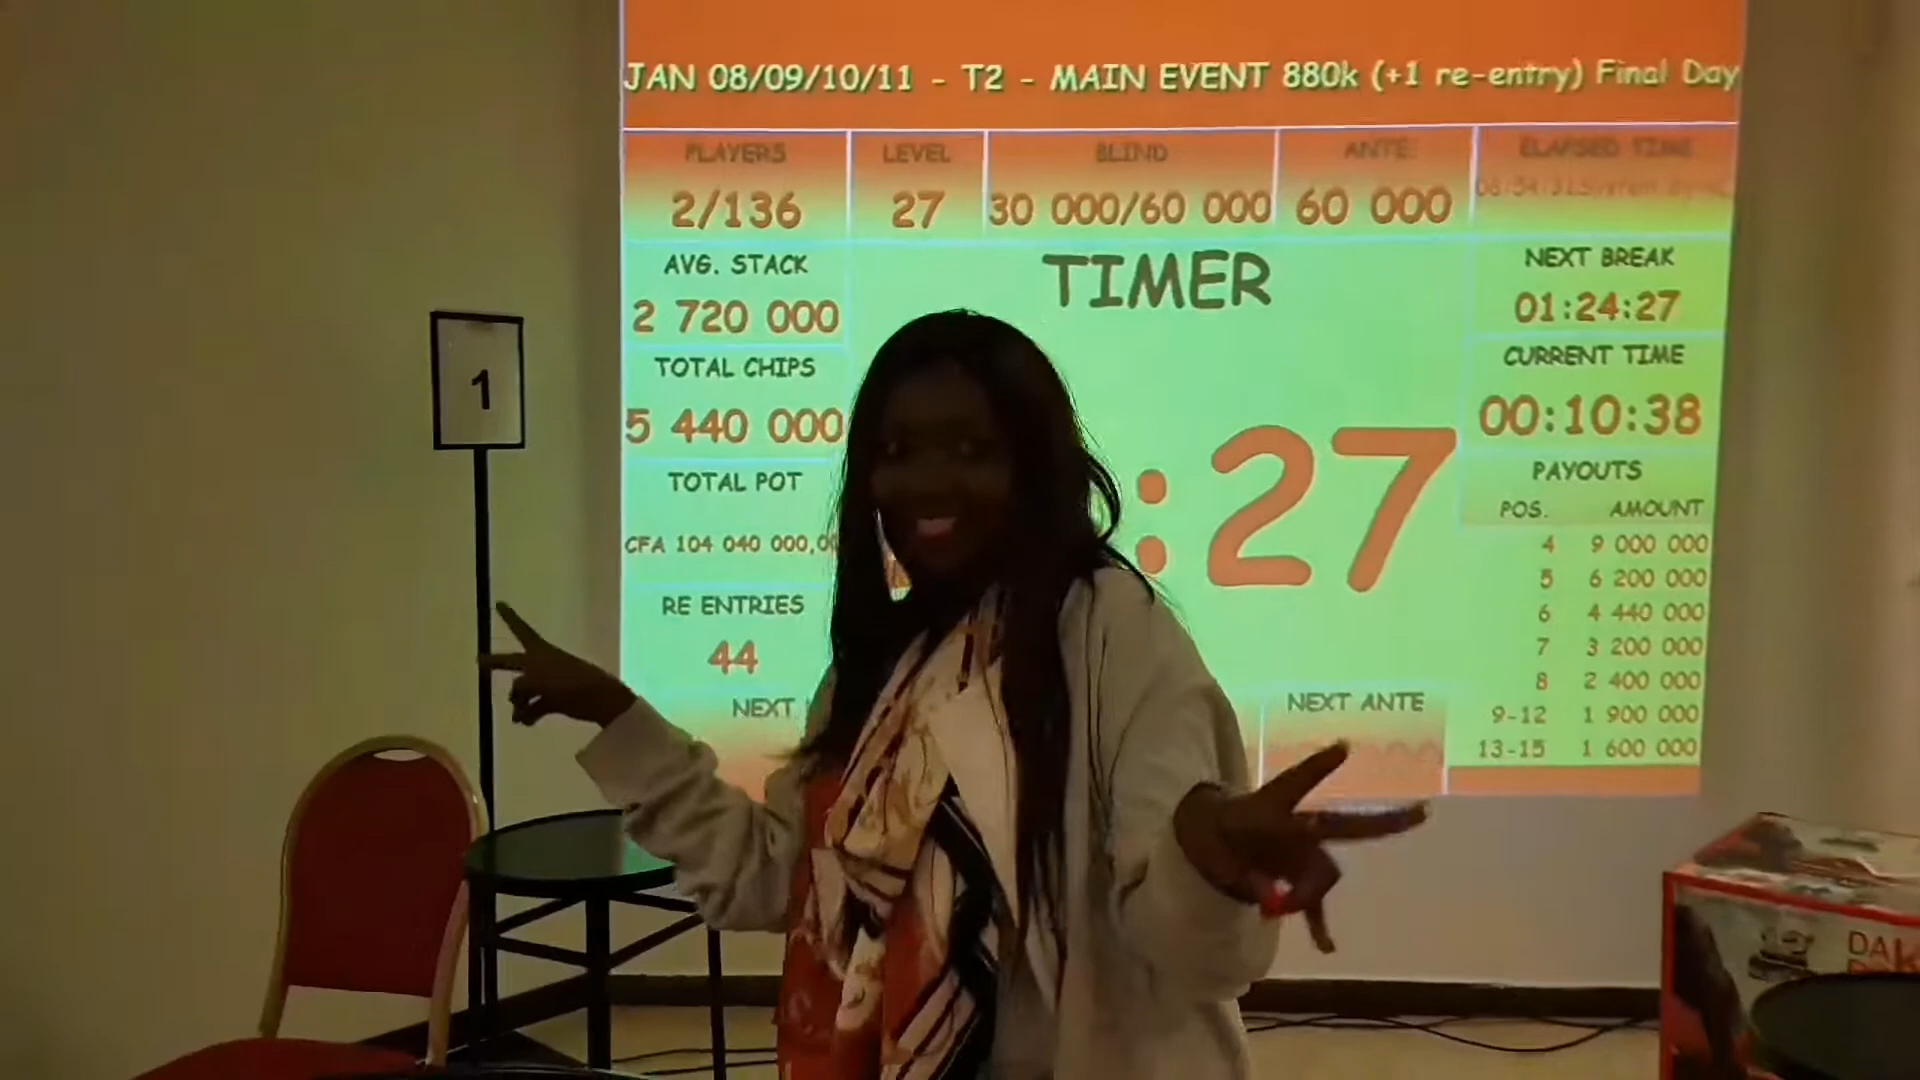 JAN 08/09/10/11 - T2 - MAIN EVENT 880k (+1 re-entry) Final Day
PLAYERS
2/136
LEVEL
27
BLIND
30 000/60 000
ANTE
60 000
ELAPSED TIME
AVG. STACK
2 720 000
TOTAL CHIPS
5 440 000
TOTAL POT
CFA 104 040 000,0
RE ENTRIES
44
NEXT
TIMER
:27
NEXT ANTE
NEXT BREAK
01:24:27
CURRENT TIME
00:10:38
PAYOUTS
POS. AMOUNT
4 9 000 000
5 6 200 000
6 4 440 000
7 3 200 000
8 2 400 000
9-12 1 900 000
13-15 1 600 000
1